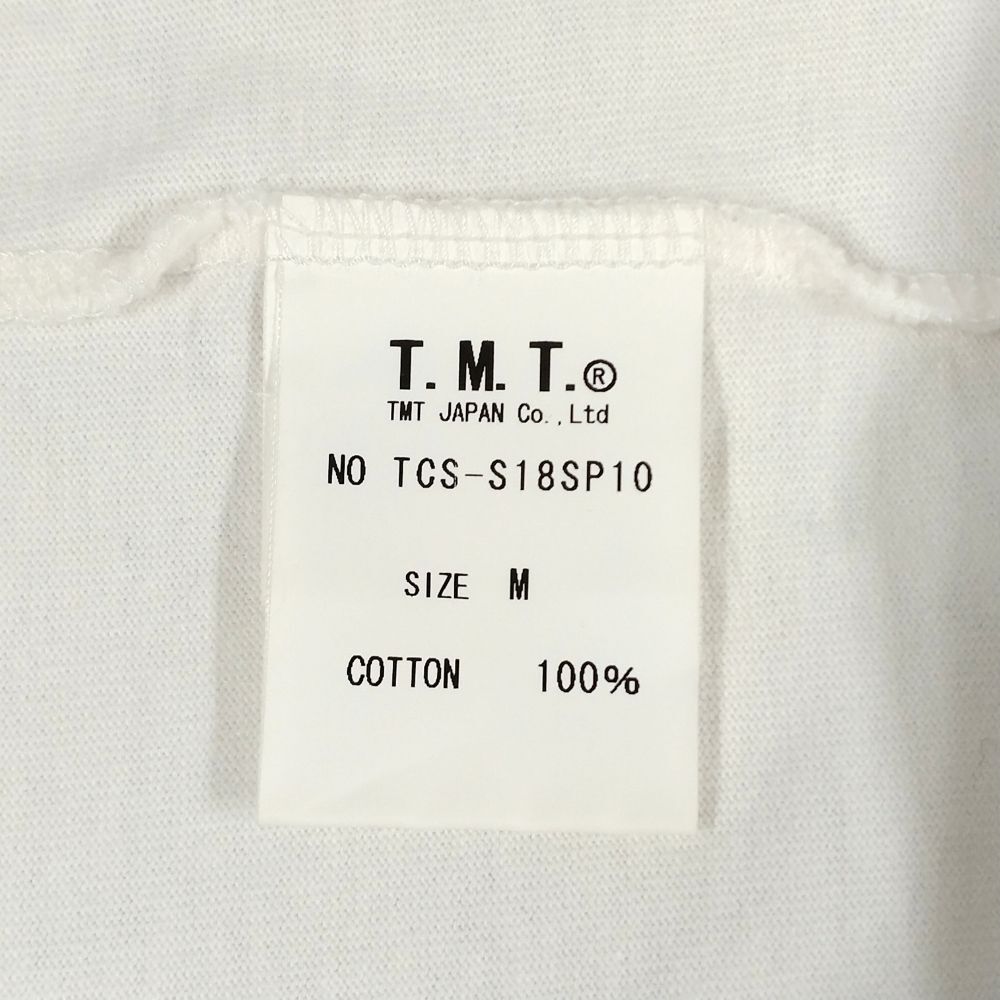 T.M.T.®
TMT JAPAN Co.,Ltd
NO TCS-S18SP10
SIZE M
COTTON 100%